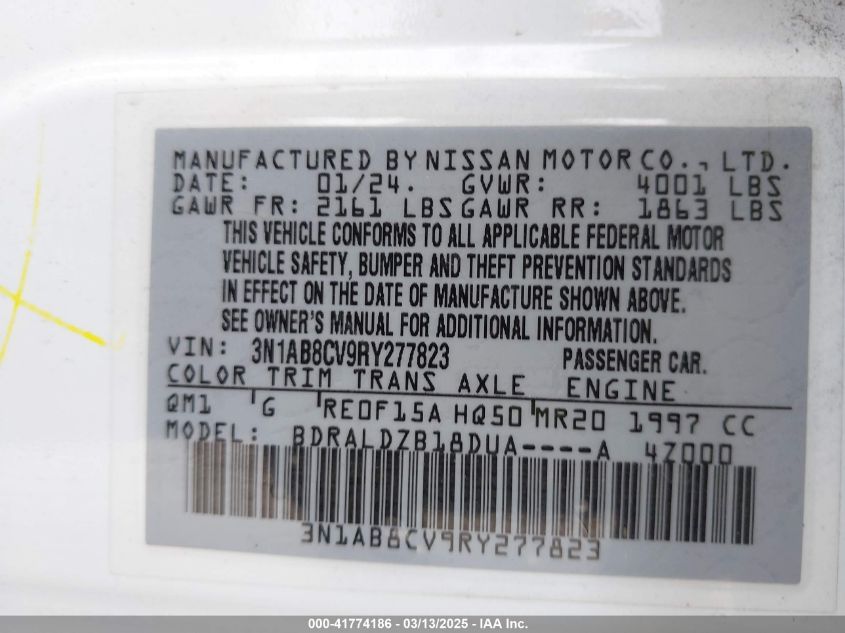 MANUFACTURED BY NISSAN MOTOR CO., LTD.
DATE: 01/24. GVWR: 4001 LBS
GAWR FR: 2161 LBS GAWR RR: 1863 LBS
THIS VEHICLE CONFORMS TO ALL APPLICABLE FEDERAL MOTOR
VEHICLE SAFETY, BUMPER AND THEFT PREVENTION STANDARDS
IN EFFECT ON THE DATE OF MANUFACTURE SHOWN ABOVE.
SEE OWNER'S MANUAL FOR ADDITIONAL INFORMATION.
VIN: 3N1AB8CV9RY277823 PASSENGER CAR.
COLOR TRIM TRANS AXLE ENGINE
QM1 G RE0F15A HQ50 MR20 1997 CC
MODEL: BDRALDZB18DUA----A 4Z000
3N1AB8CV9RY277823
000-41774186 - 03/13/2025 - IAA Inc.